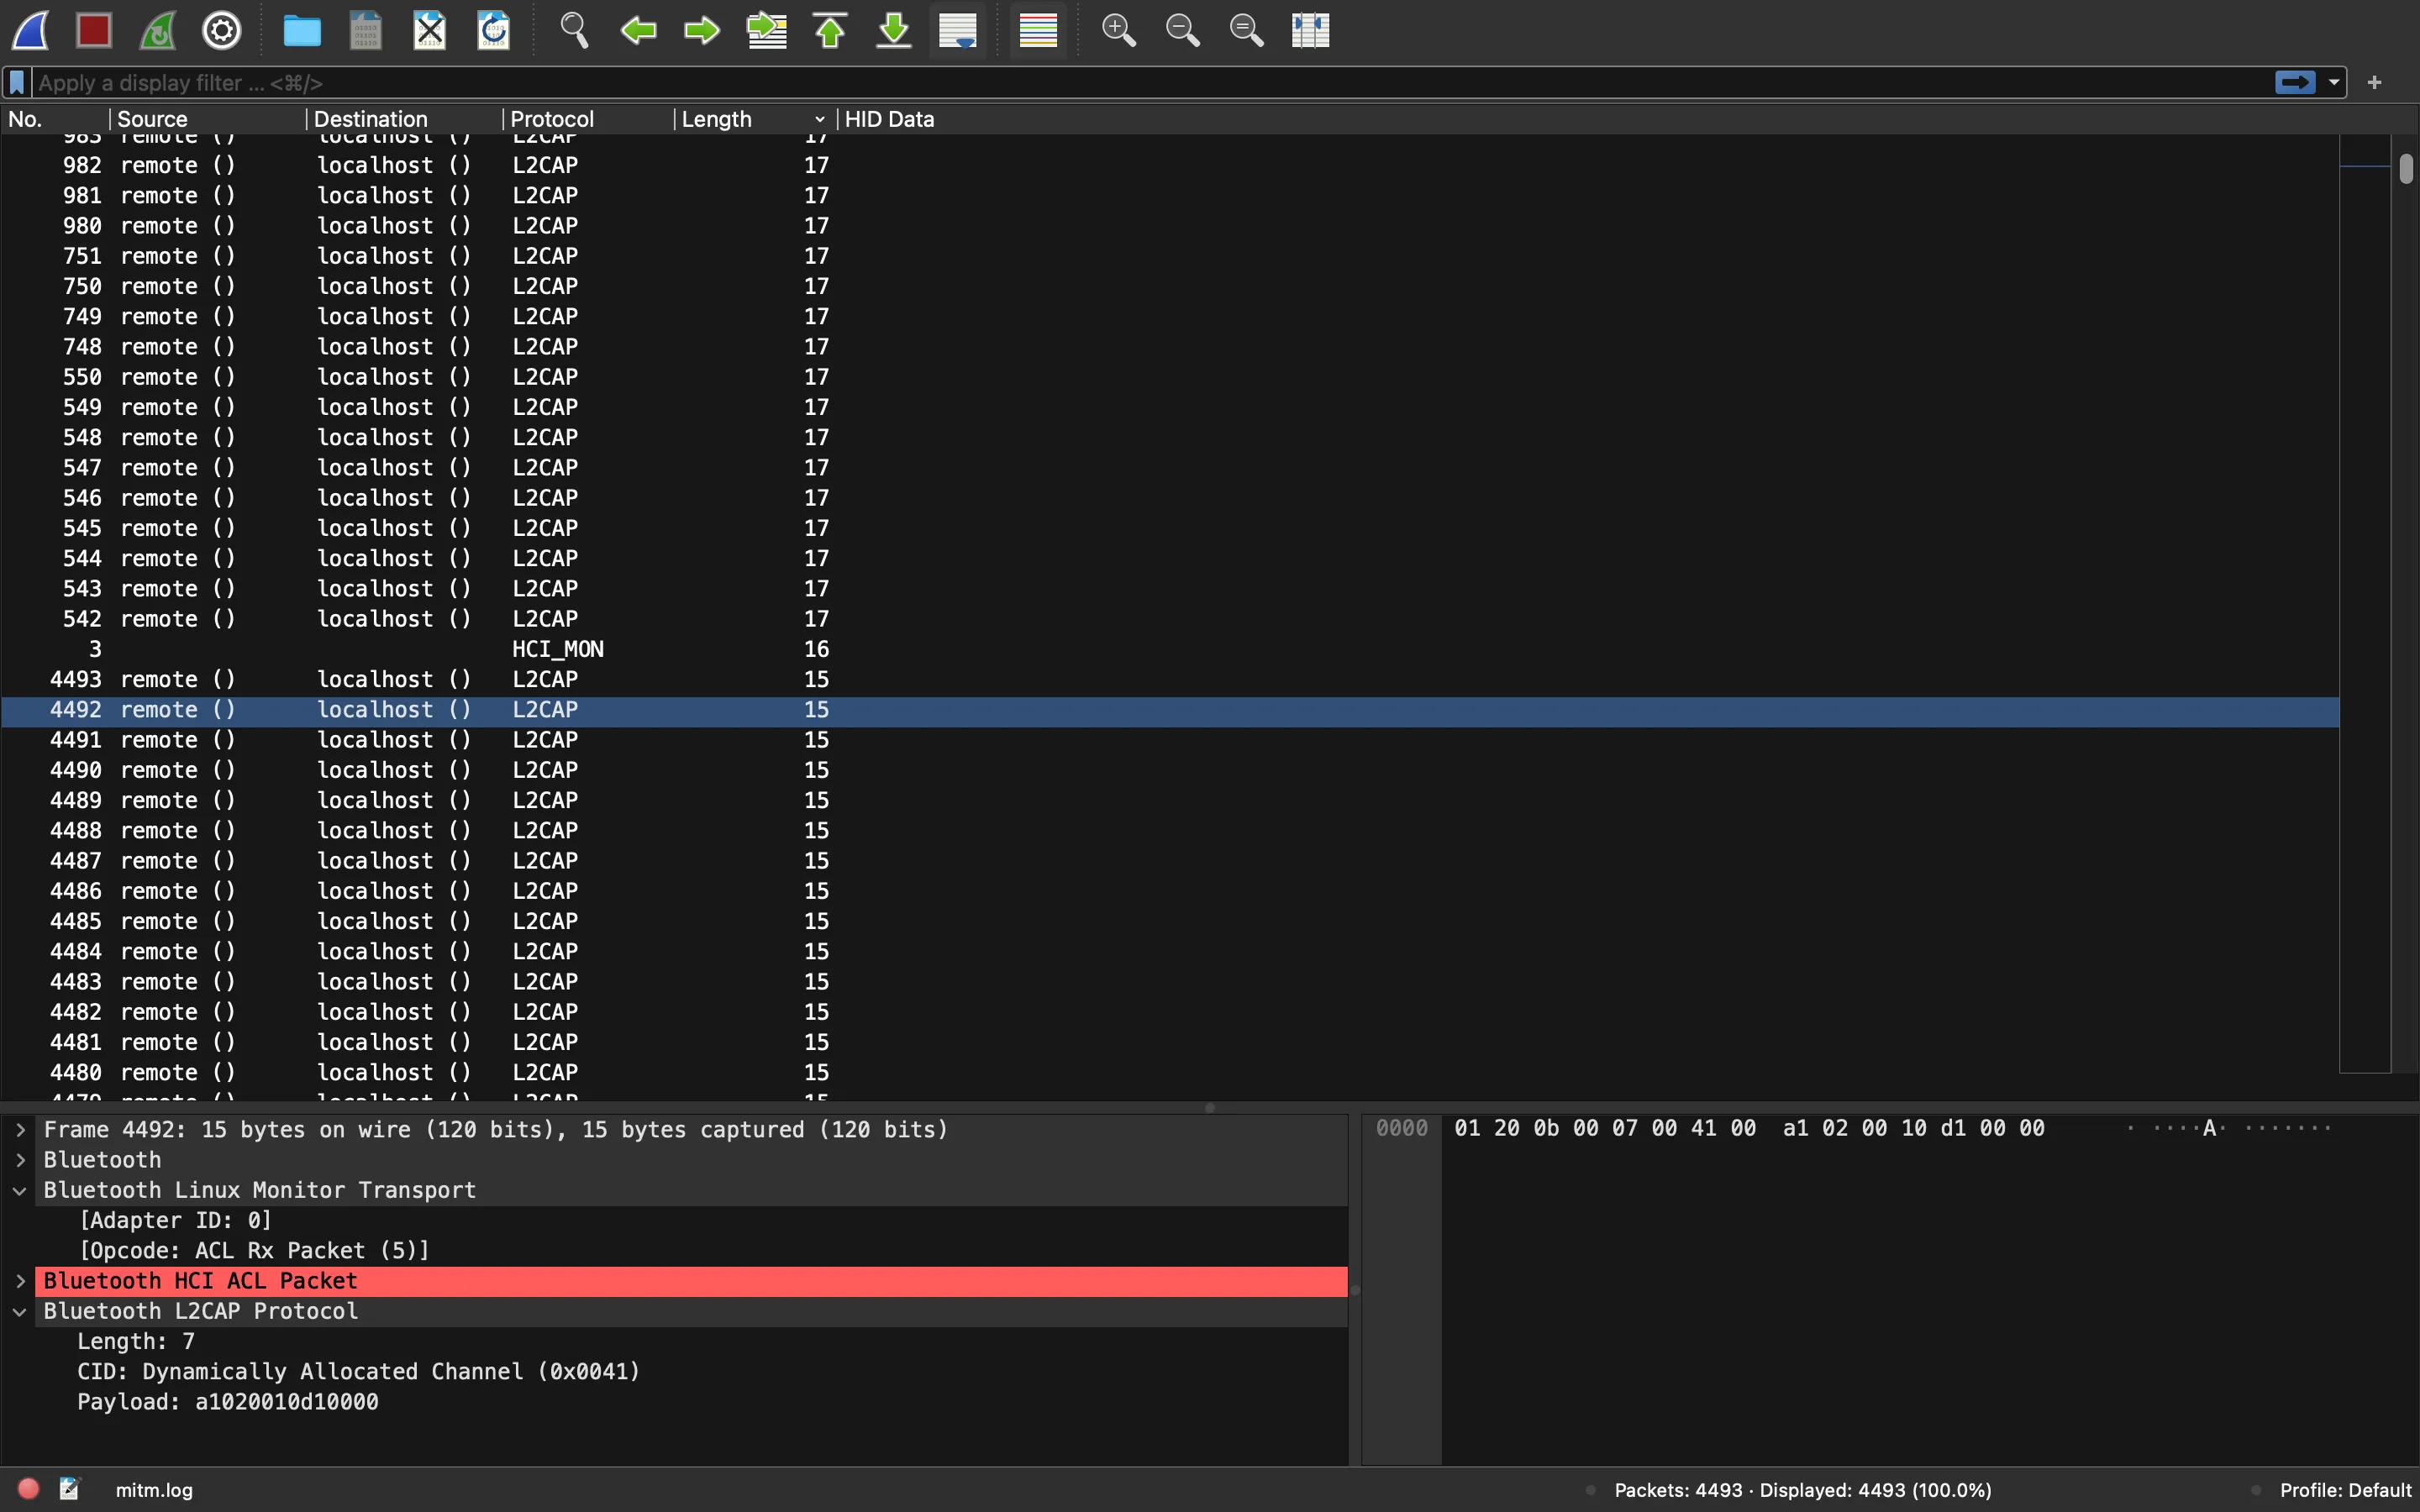 Apply a display filter ... <⌘/>
No. Source Destination Protocol Length HID Data
983 remote () localhost () L2CAP 17
982 remote () localhost () L2CAP 17
981 remote () localhost () L2CAP 17
980 remote () localhost () L2CAP 17
751 remote () localhost () L2CAP 17
750 remote () localhost () L2CAP 17
749 remote () localhost () L2CAP 17
748 remote () localhost () L2CAP 17
550 remote () localhost () L2CAP 17
549 remote () localhost () L2CAP 17
548 remote () localhost () L2CAP 17
547 remote () localhost () L2CAP 17
546 remote () localhost () L2CAP 17
545 remote () localhost () L2CAP 17
544 remote () localhost () L2CAP 17
543 remote () localhost () L2CAP 17
542 remote () localhost () L2CAP 17
3 HCI_MON 16
4493 remote () localhost () L2CAP 15
4492 remote () localhost () L2CAP 15
4491 remote () localhost () L2CAP 15
4490 remote () localhost () L2CAP 15
4489 remote () localhost () L2CAP 15
4488 remote () localhost () L2CAP 15
4487 remote () localhost () L2CAP 15
4486 remote () localhost () L2CAP 15
4485 remote () localhost () L2CAP 15
4484 remote () localhost () L2CAP 15
4483 remote () localhost () L2CAP 15
4482 remote () localhost () L2CAP 15
4481 remote () localhost () L2CAP 15
4480 remote () localhost () L2CAP 15
4479 remote () localhost () L2CAP 15
Frame 4492: 15 bytes on wire (120 bits), 15 bytes captured (120 bits)
Bluetooth
Bluetooth Linux Monitor Transport
[Adapter ID: 0]
[Opcode: ACL Rx Packet (5)]
Bluetooth HCI ACL Packet
Bluetooth L2CAP Protocol
Length: 7
CID: Dynamically Allocated Channel (0x0041)
Payload: a1020010d10000
0000 01 20 0b 00 07 00 41 00 a1 02 00 10 d1 00 00 · ····A· ·······
mitm.log
Packets: 4493 · Displayed: 4493 (100.0%)
Profile: Default